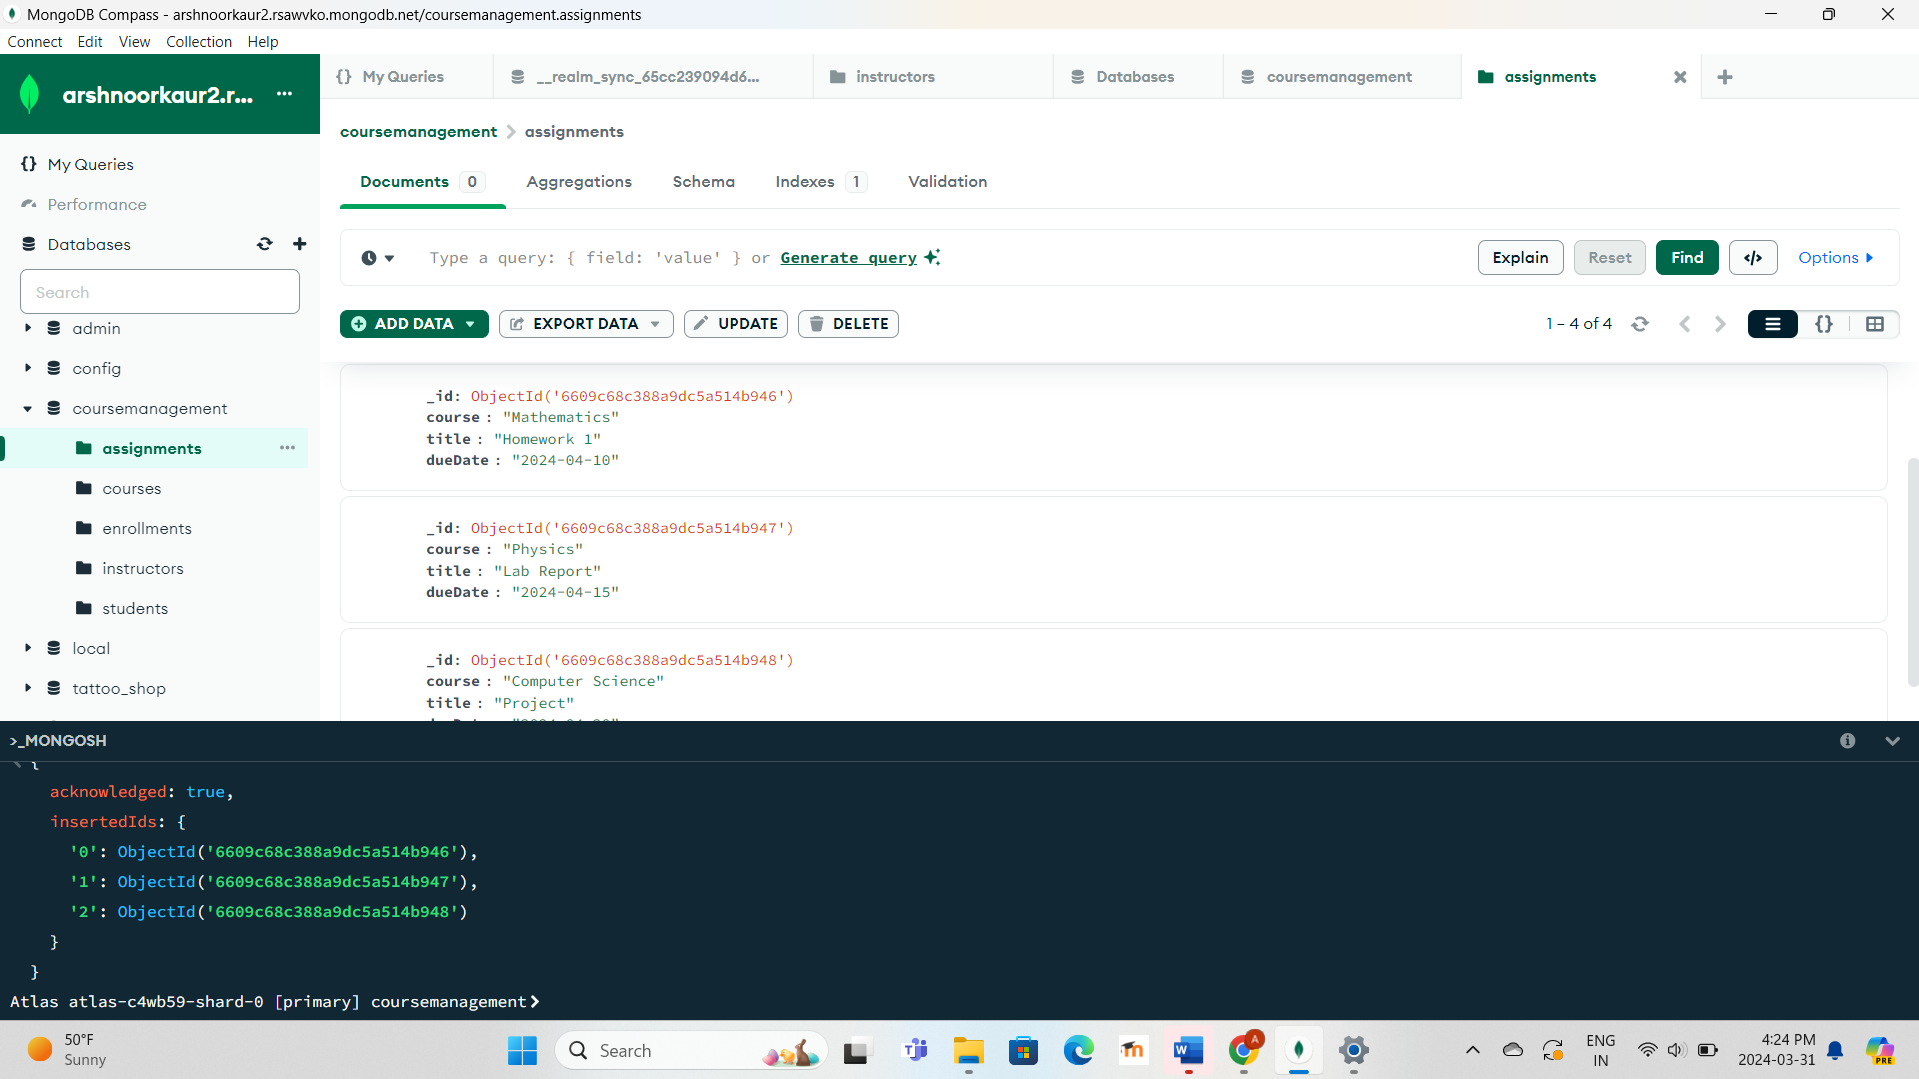 MongoDB Compass - arshnoorkaur2.rsawvko.mongodb.net/coursemanagement.assignments
Connect Edit View Collection Help
arshnoorkaur2.r... ...
{} My Queries
Performance
Databases
Search
admin
config
coursemanagement
assignments ...
courses
enrollments
instructors
students
local
tattoo_shop
{} My Queries
__realm_sync_65cc239094d6...
instructors
Databases
coursemanagement
assignments
coursemanagement > assignments
Documents 0 Aggregations Schema Indexes 1 Validation
Type a query: { field: 'value' } or Generate query
Explain Reset Find </> Options
ADD DATA EXPORT DATA UPDATE DELETE
1 – 4 of 4 {}
_id: ObjectId('6609c68c388a9dc5a514b946')
course : "Mathematics"
title : "Homework 1"
dueDate : "2024-04-10"
_id: ObjectId('6609c68c388a9dc5a514b947')
course : "Physics"
title : "Lab Report"
dueDate : "2024-04-15"
_id: ObjectId('6609c68c388a9dc5a514b948')
course : "Computer Science"
title : "Project"
>_MONGOSH
{
acknowledged: true,
insertedIds: {
'0': ObjectId('6609c68c388a9dc5a514b946'),
'1': ObjectId('6609c68c388a9dc5a514b947'),
'2': ObjectId('6609c68c388a9dc5a514b948')
}
}
Atlas atlas-c4wb59-shard-0 [primary] coursemanagement>
50°F
Sunny
Search
ENG
IN
4:24 PM
2024-03-31
PRE